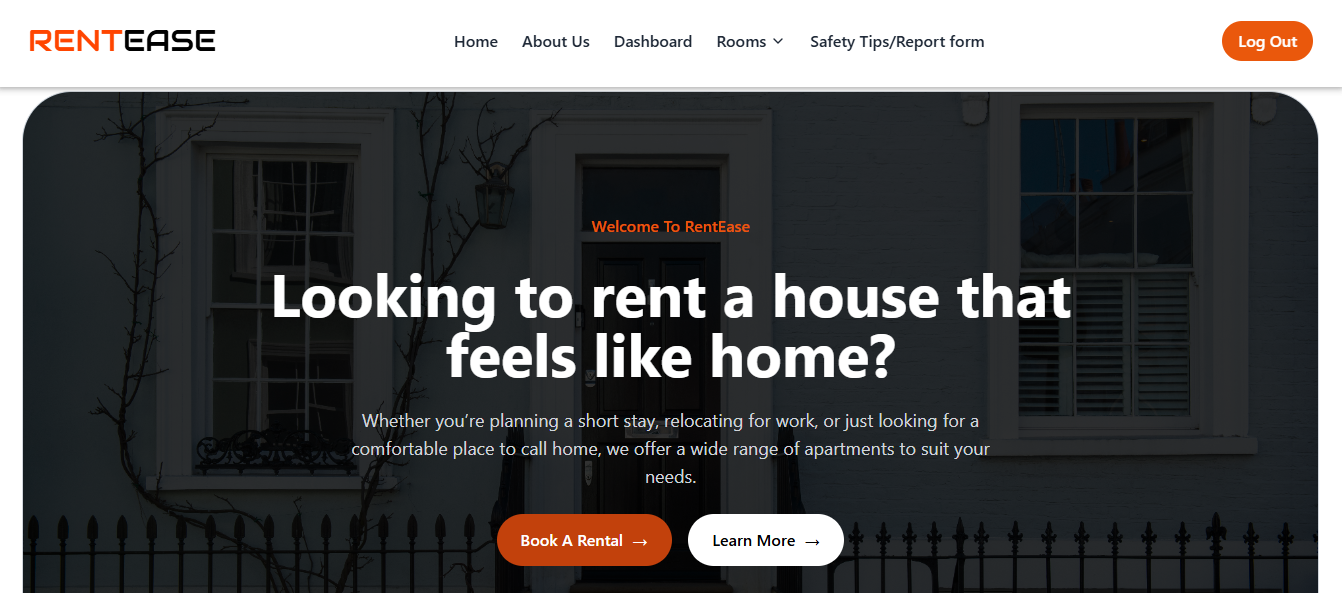 RENTEASE
Home About Us Dashboard Rooms Safety Tips/Report form
Log Out
Welcome To RentEase
Looking to rent a house that
feels like home?
Whether you’re planning a short stay, relocating for work, or just looking for a
comfortable place to call home, we offer a wide range of apartments to suit your
needs.
Book A Rental →
Learn More →